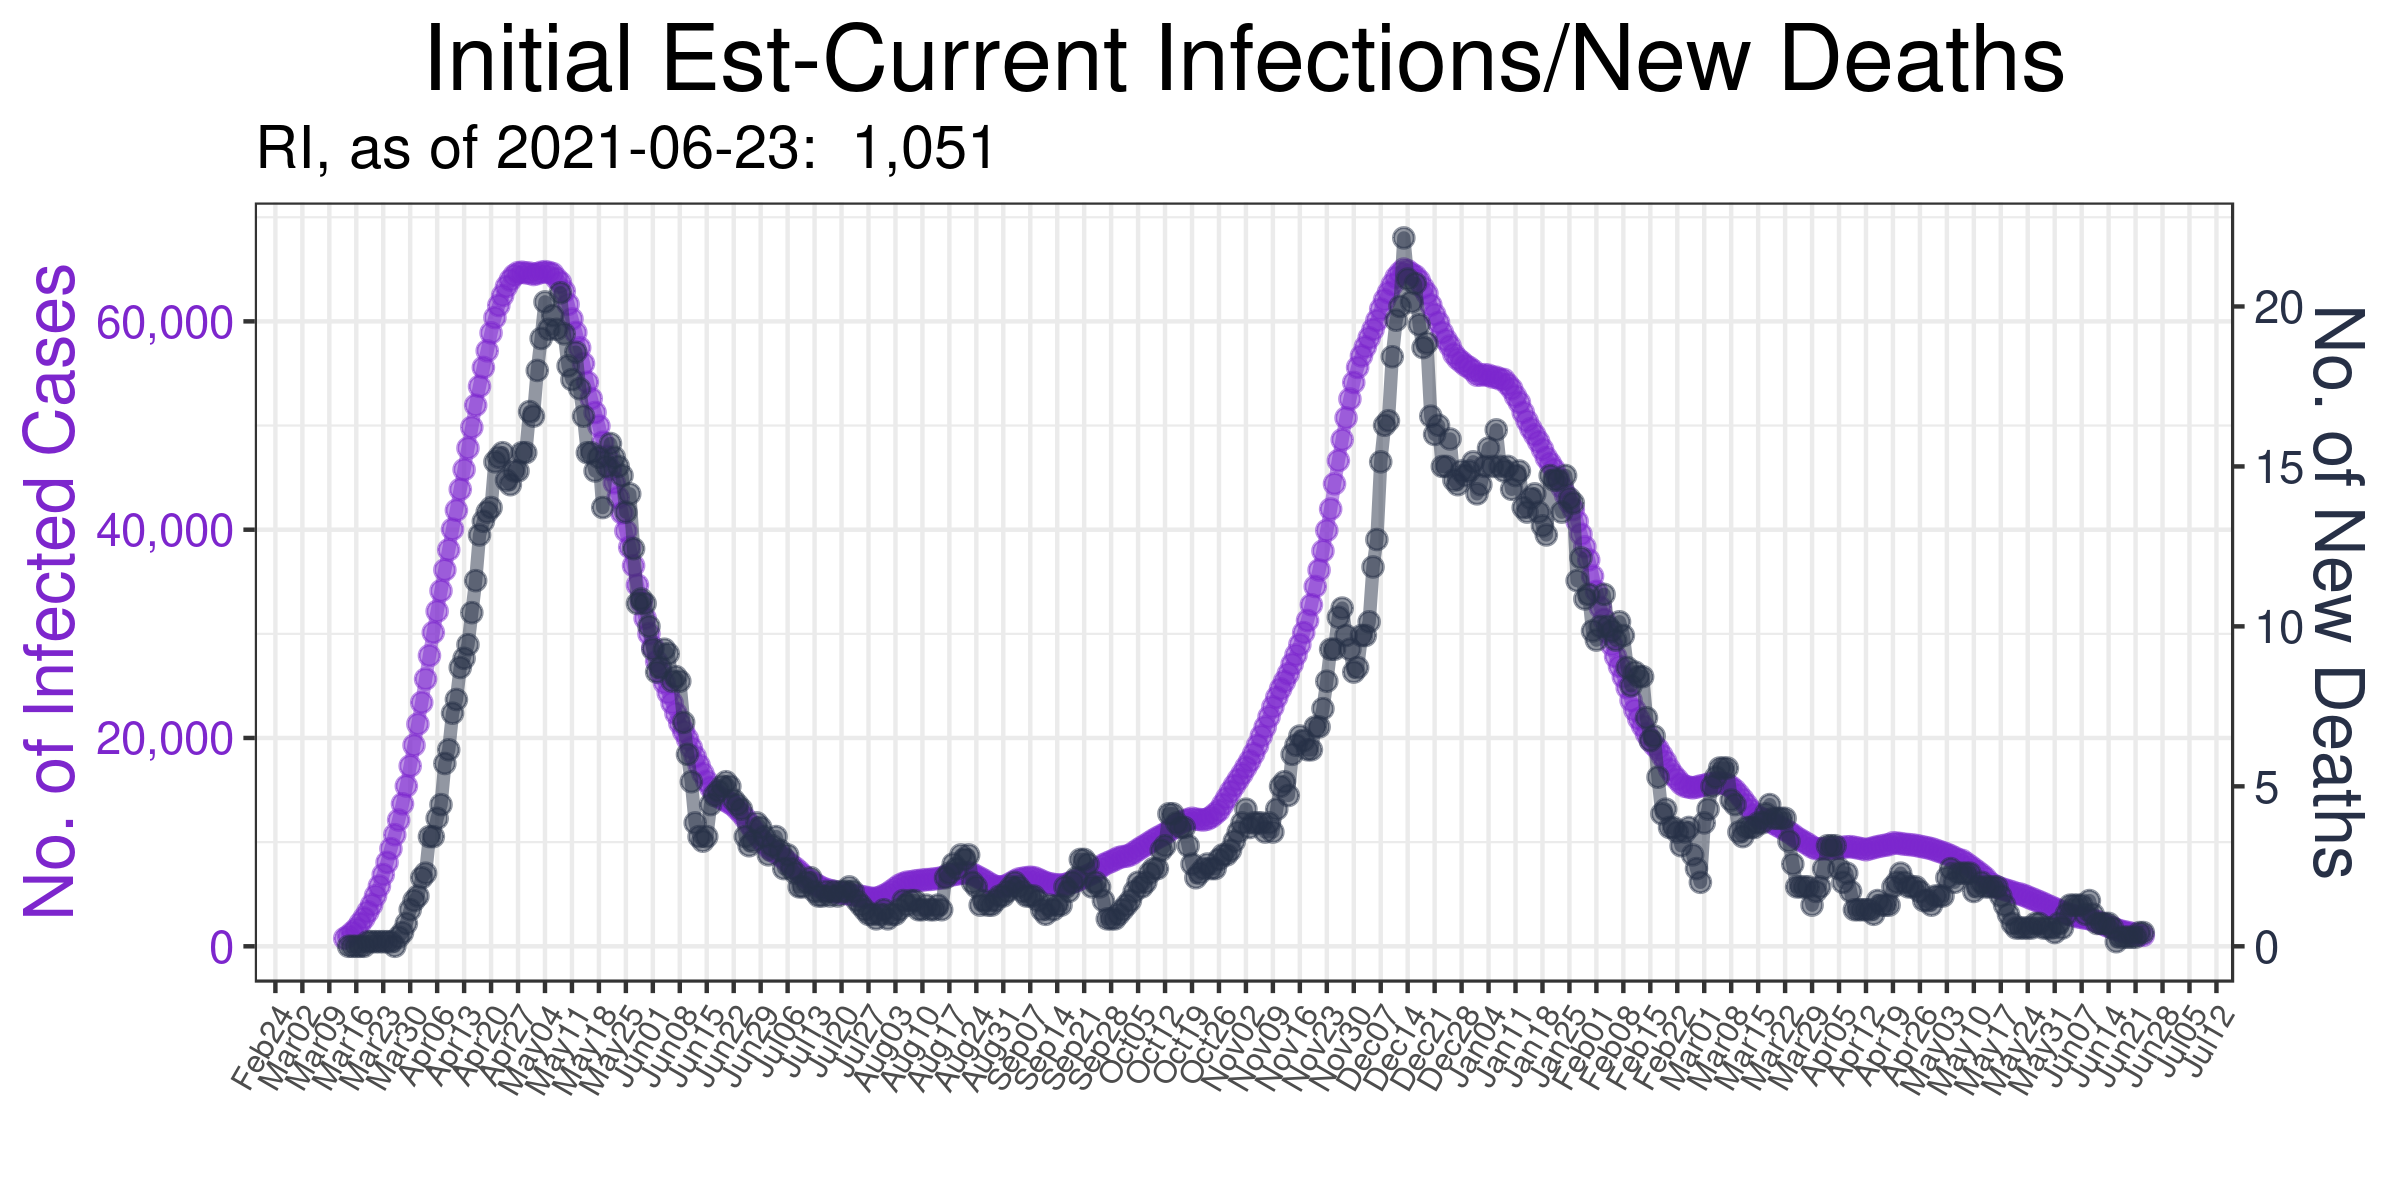 Initial Est-Current Infections/New Deaths
RI, as of 2021-06-23:  1,051
No. of Infected Cases
60,000
40,000
20,000
0
20
15
10
5
0
No. of New Deaths
Feb24
Mar02
Mar09
Mar16
Mar23
Mar30
Apr06
Apr13
Apr20
Apr27
May04
May11
May18
May25
Jun01
Jun08
Jun15
Jun22
Jun29
Jul06
Jul13
Jul20
Jul27
Aug03
Aug10
Aug17
Aug24
Aug31
Sep07
Sep14
Sep21
Sep28
Oct05
Oct12
Oct19
Oct26
Nov02
Nov09
Nov16
Nov23
Nov30
Dec07
Dec14
Dec21
Dec28
Jan04
Jan11
Jan18
Jan25
Feb01
Feb08
Feb15
Feb22
Mar01
Mar08
Mar15
Mar22
Mar29
Apr05
Apr12
Apr19
Apr26
May03
May10
May17
May24
May31
Jun07
Jun14
Jun21
Jun28
Jul05
Jul12